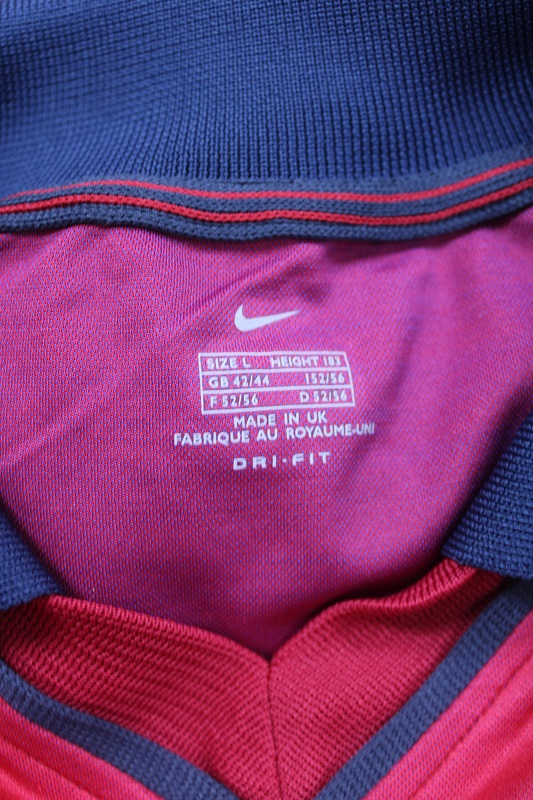 SIZE L HEIGHT 183
GB 42/44 152/56
F 52/56 D 52/56
MADE IN UK
FABRIQUE AU ROYAUME-UNI
DRI-FIT